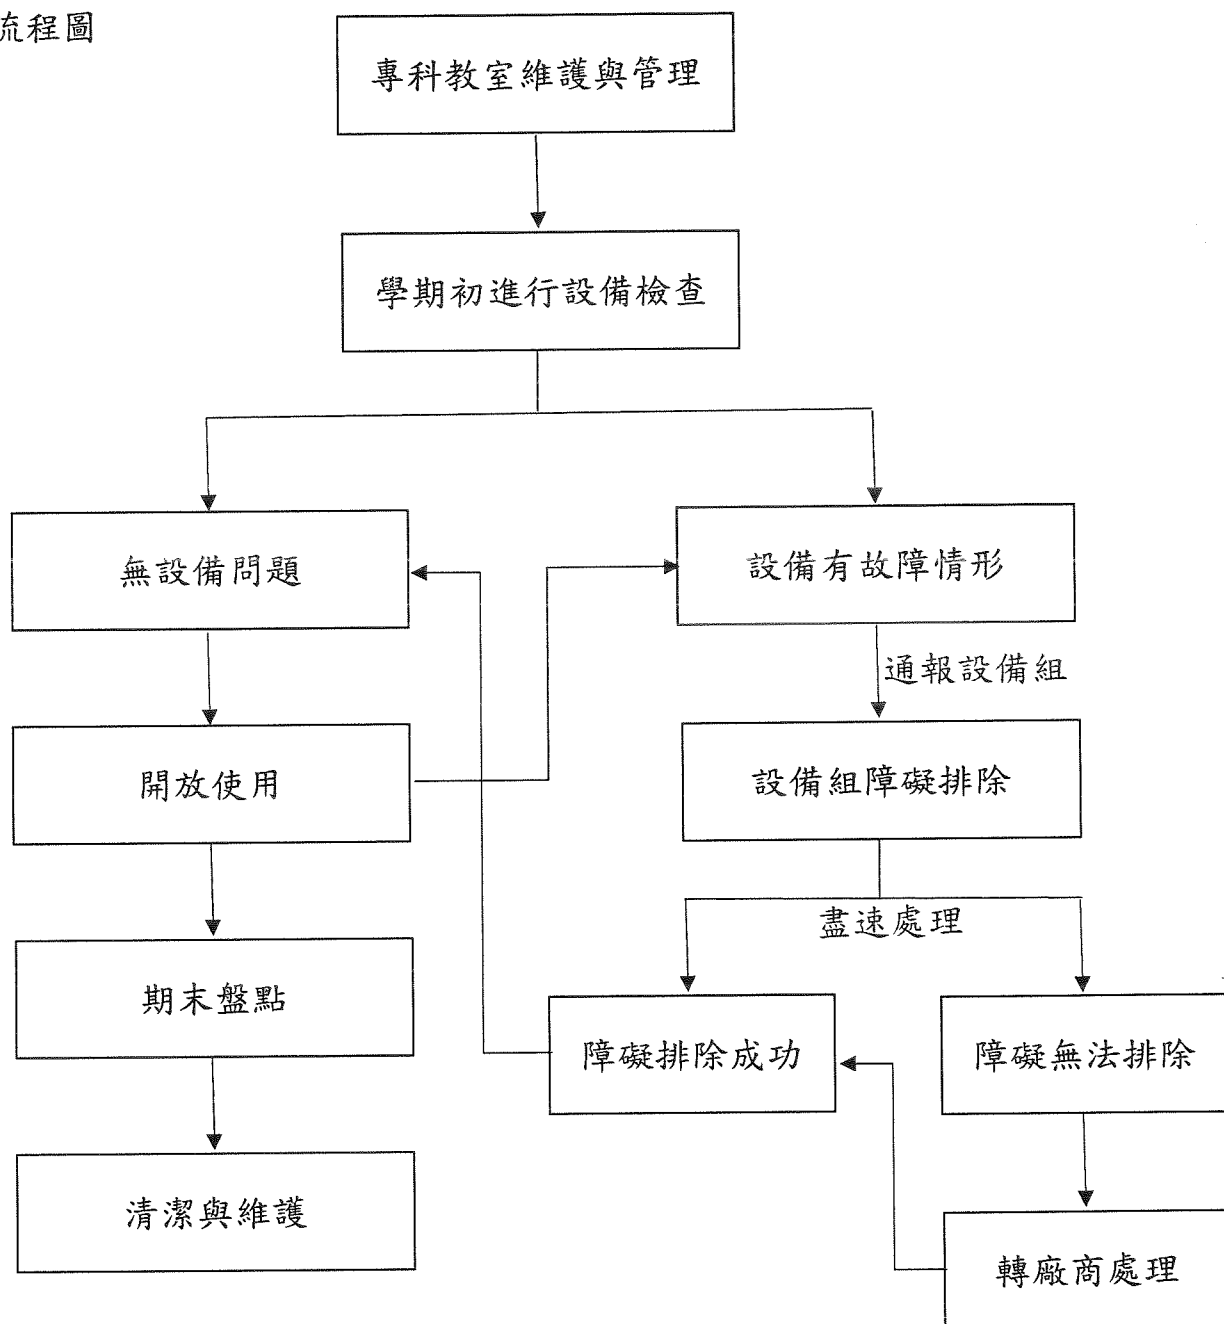 流程圖
專科教室維護與管理
學期初進行設備檢查
無設備問題
設備有故障情形
通報設備組
開放使用
設備組障礙排除
盡速處理
期末盤點
障礙排除成功
障礙無法排除
清潔與維護
轉廠商處理